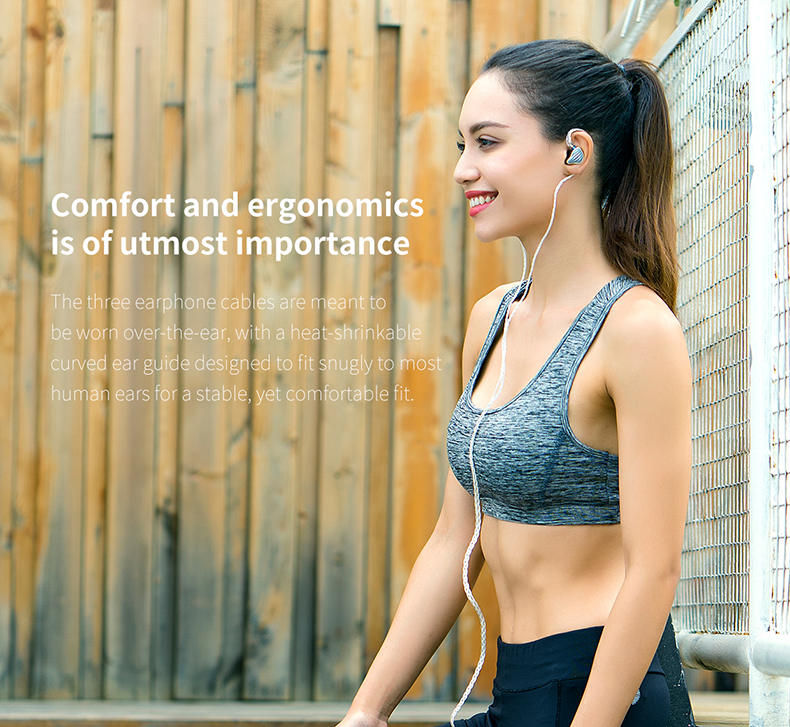 Comfort and ergonomics
is of utmost importance
The three earphone cables are meant to
be worn over-the-ear, with a heat-shrinkable
curved ear guide designed to fit snugly to most
human ears for a stable, yet comfortable fit.